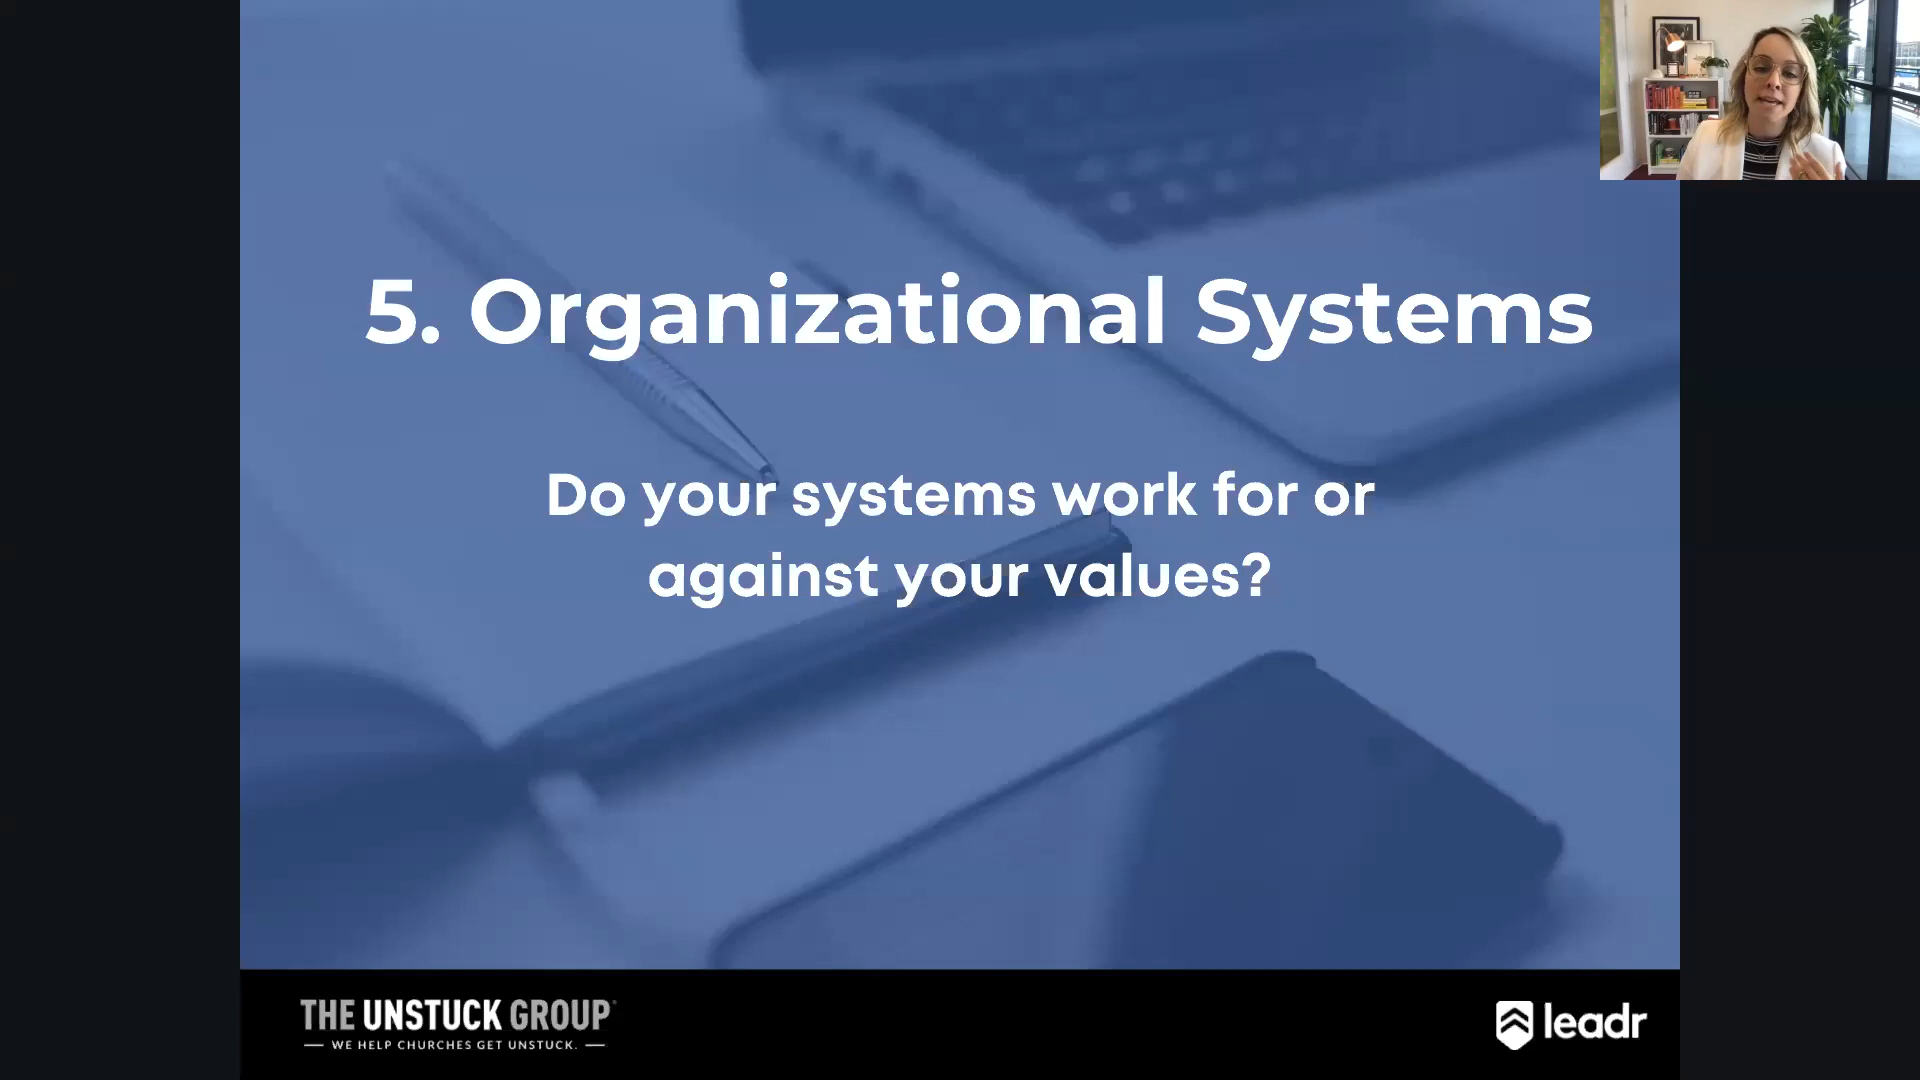 5. Organizational Systems
Do your systems work for or
against your values?
THE UNSTUCK GROUP
WE HELP CHURCHES GET UNSTUCK.
leadr